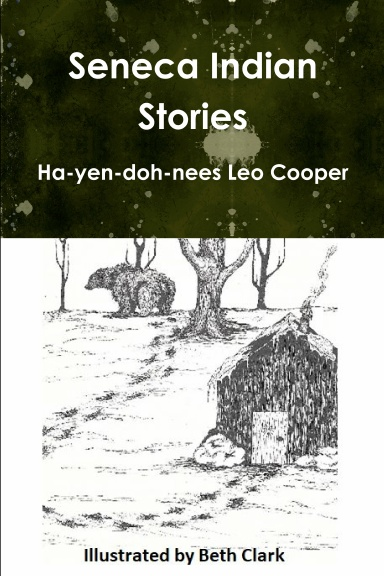 Seneca Indian
Stories
Ha-yen-doh-nees Leo Cooper
Illustrated by Beth Clark